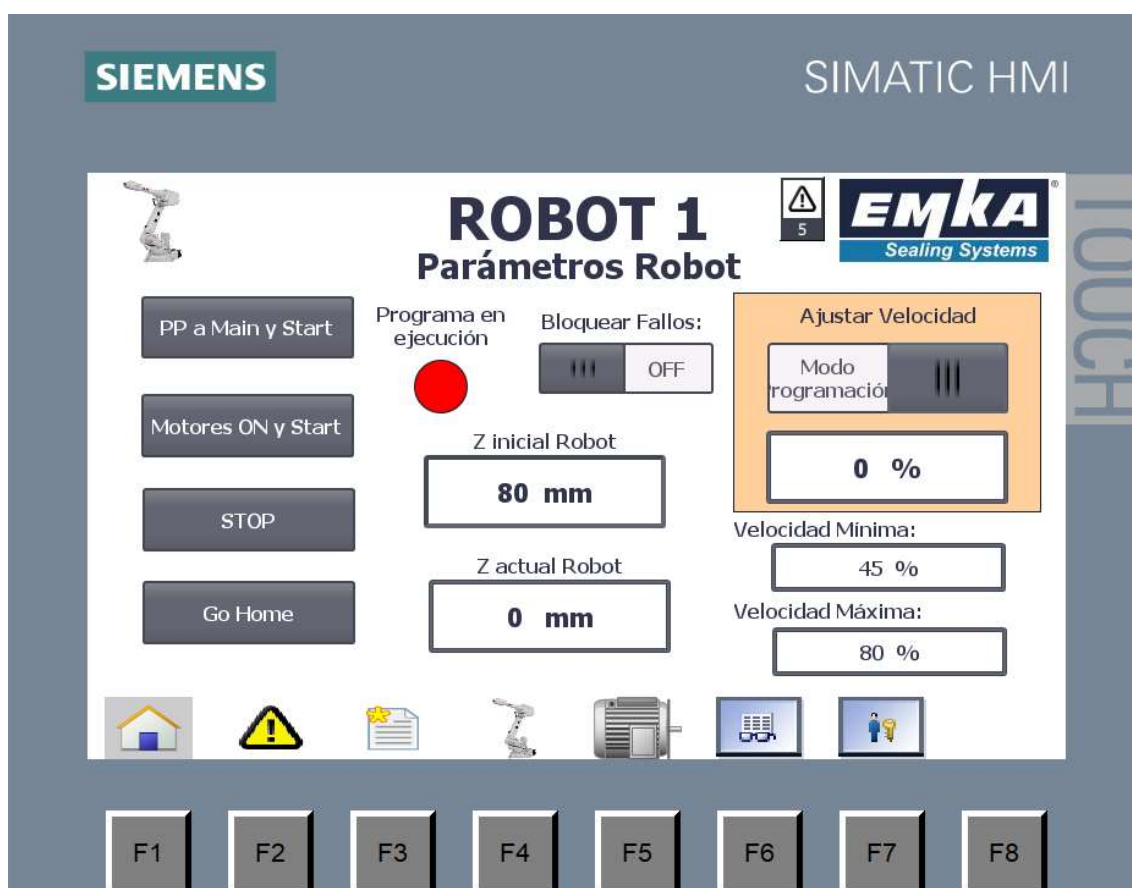 SIEMENS
SIMATIC HMI
TOUCH
ROBOT 1
Parámetros Robot
5
EMKA®
Sealing Systems
PP a Main y Start
Motores ON y Start
STOP
Go Home
Programa en
ejecución
Bloquear Fallos:
OFF
Z inicial Robot
80 mm
Z actual Robot
0 mm
Ajustar Velocidad
Modo
rogramación
0 %
Velocidad Mínima:
45 %
Velocidad Máxima:
80 %
F1
F2
F3
F4
F5
F6
F7
F8